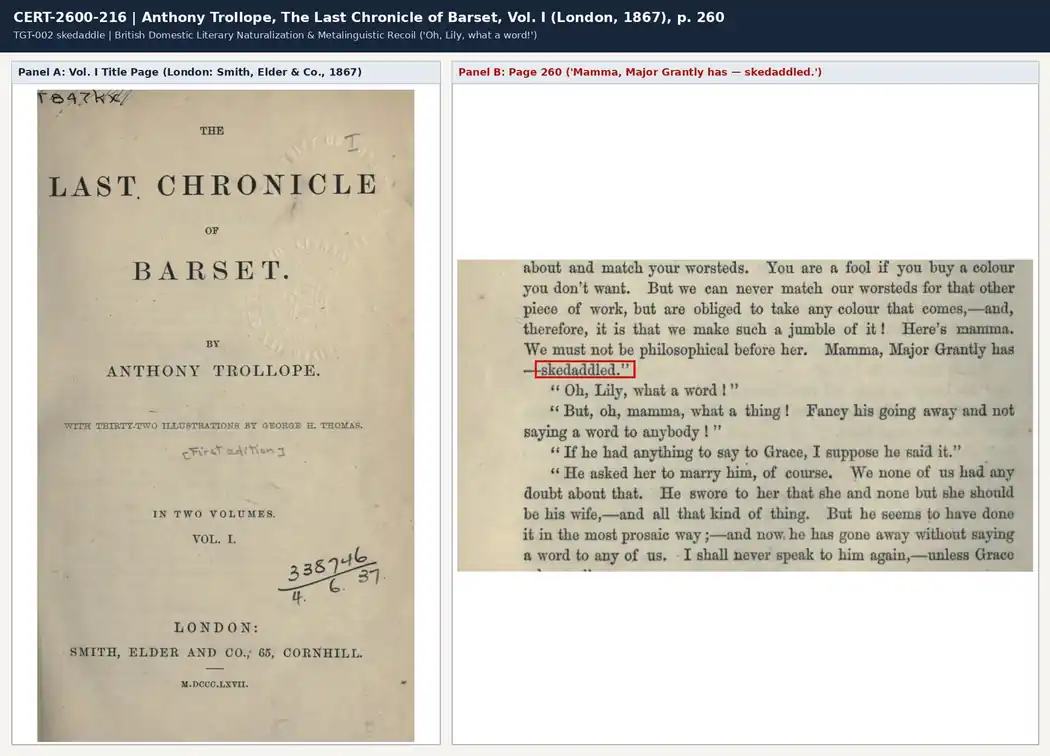 CERT-2600-216 | Anthony Trollope, The Last Chronicle of Barset, Vol. I (London, 1867), p. 260
TGT-002 skedaddle | British Domestic Literary Naturalization & Metalinguistic Recoil ('Oh, Lily, what a word!')
Panel A: Vol. I Title Page (London: Smith, Elder & Co., 1867)
T847kx
I
THE
LAST CHRONICLE
OF
BARSET.
BY
ANTHONY TROLLOPE.
WITH THIRTY-TWO ILLUSTRATIONS BY GEORGE H. THOMAS.
[First edition]
IN TWO VOLUMES.
VOL. I.
338746
4. 6. 37.
LONDON:
SMITH, ELDER AND CO., 65, CORNHILL.
M.DCCC.LXVII.
Panel B: Page 260 ('Mamma, Major Grantly has — skedaddled.')
about and match your worsteds. You are a fool if you buy a colour
you don't want. But we can never match our worsteds for that other
piece of work, but are obliged to take any colour that comes,—and,
therefore, it is that we make such a jumble of it! Here's mamma.
We must not be philosophical before her. Mamma, Major Grantly has
—skedaddled."
"Oh, Lily, what a word!"
"But, oh, mamma, what a thing! Fancy his going away and not
saying a word to anybody!"
"If he had anything to say to Grace, I suppose he said it."
"He asked her to marry him, of course. We none of us had any
doubt about that. He swore to her that she and none but she should
be his wife,—and all that kind of thing. But he seems to have done
it in the most prosaic way;—and now he has gone away without saying
a word to any of us. I shall never speak to him again,—unless Grace